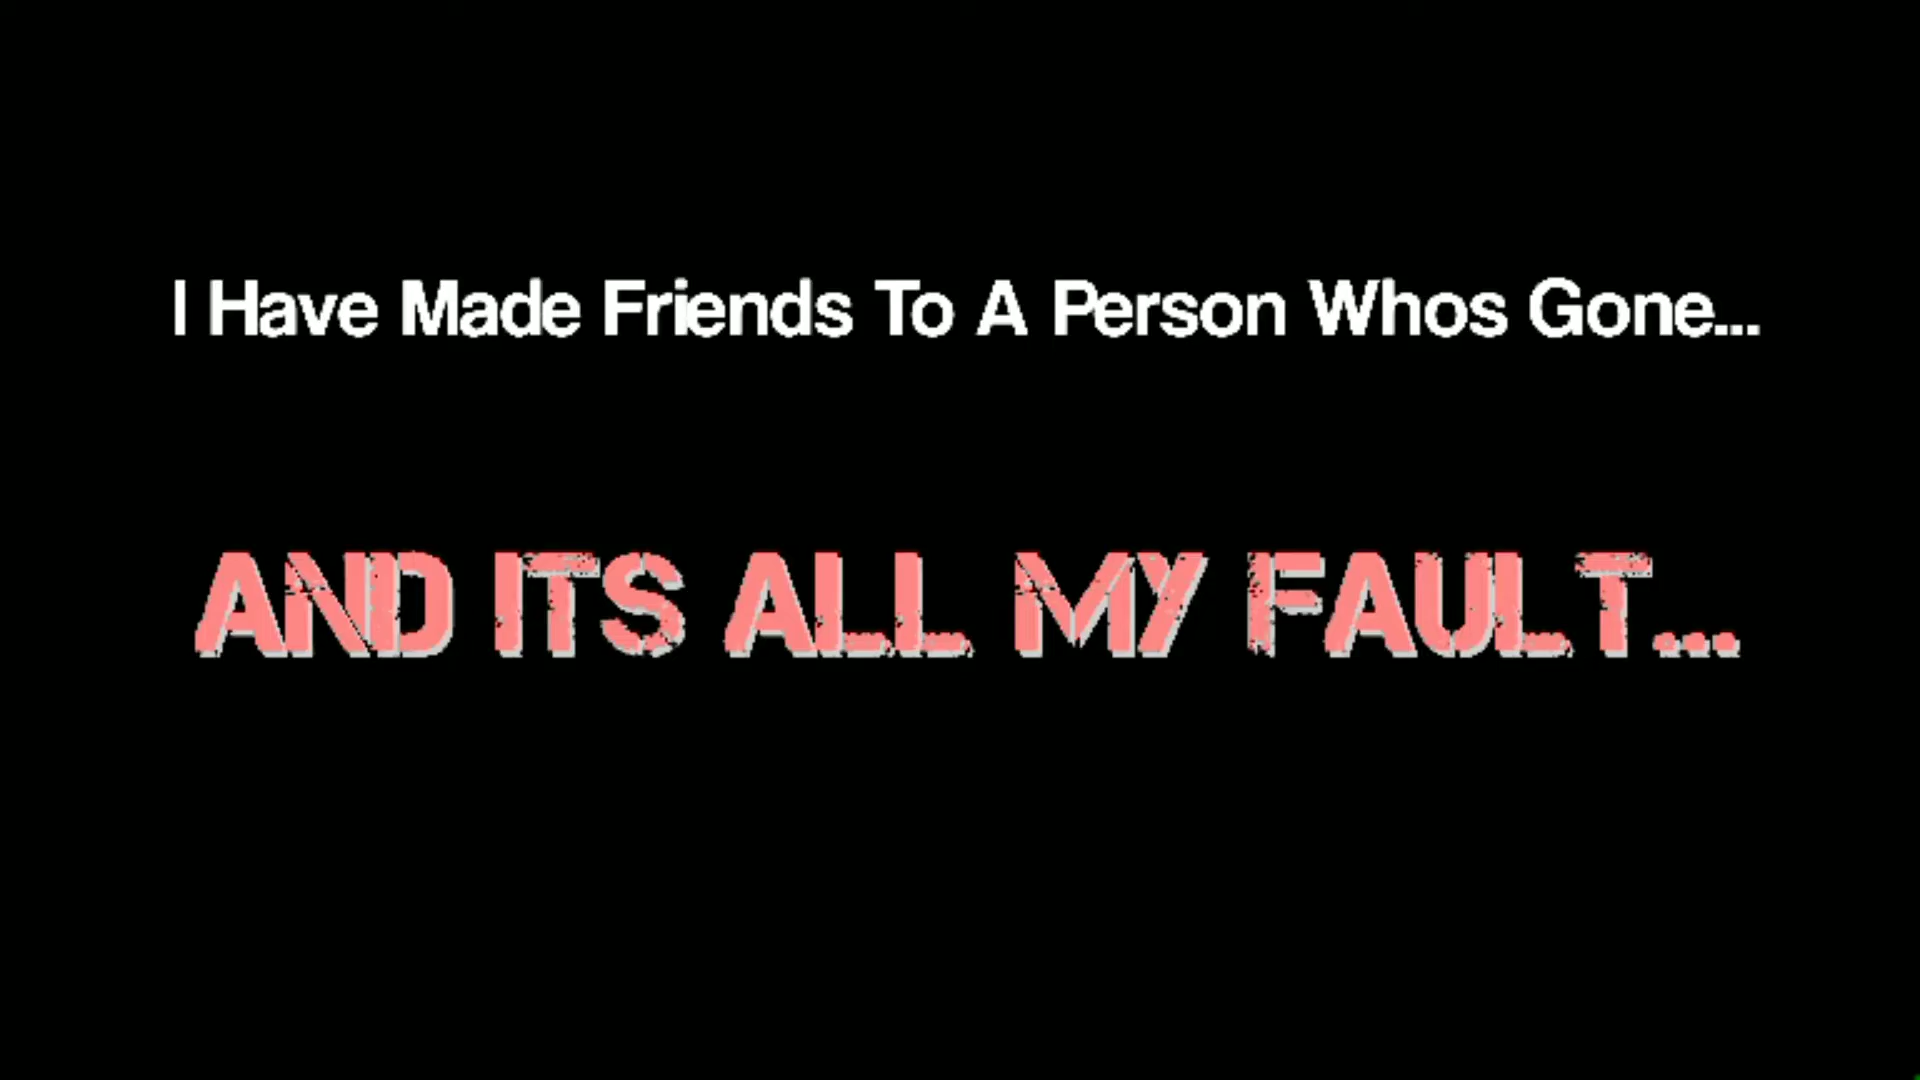 I Have Made Friends To A Person Whos Gone...
AND ITS ALL MY FAULT...